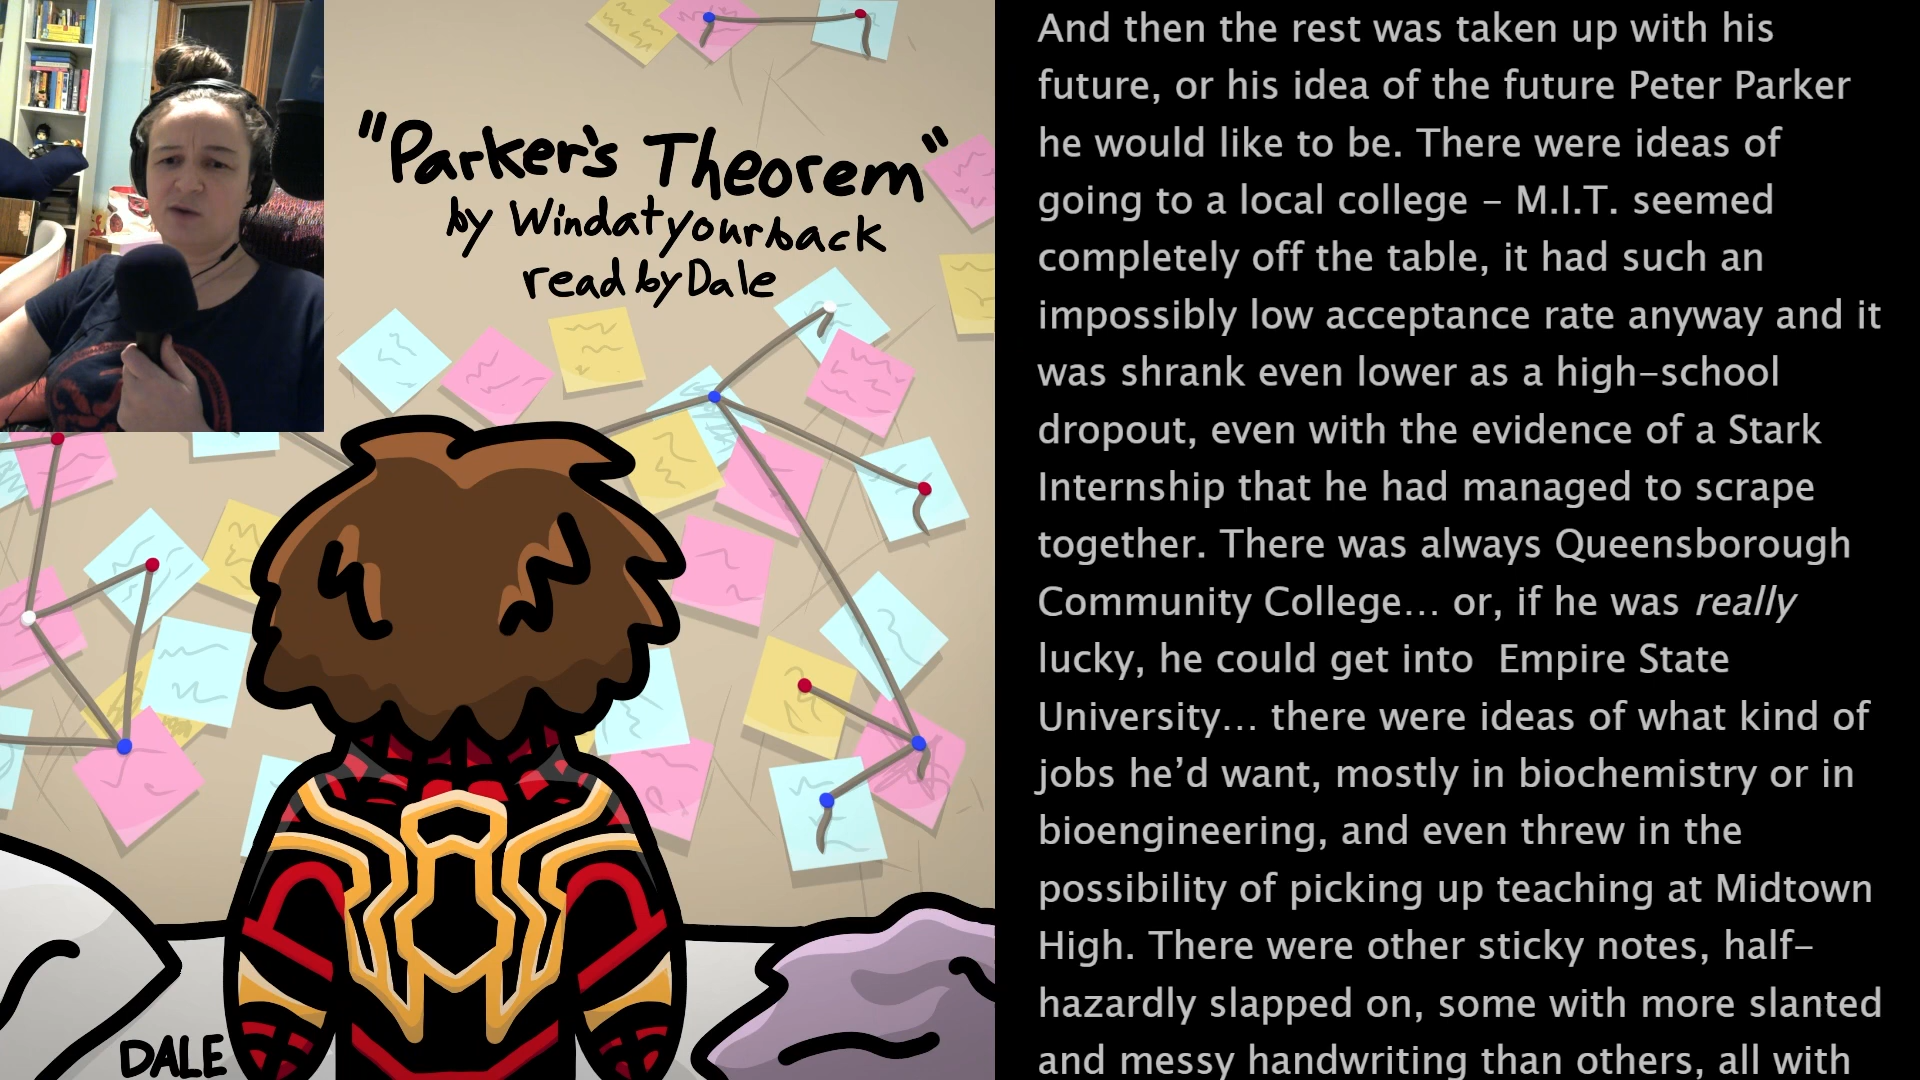 "Parker's Theorem"
by Windatyourback
read by Dale
DALE
And then the rest was taken up with his
future, or his idea of the future Peter Parker
he would like to be. There were ideas of
going to a local college – M.I.T. seemed
completely off the table, it had such an
impossibly low acceptance rate anyway and it
was shrank even lower as a high-school
dropout, even with the evidence of a Stark
Internship that he had managed to scrape
together. There was always Queensborough
Community College… or, if he was really
lucky, he could get into  Empire State
University… there were ideas of what kind of
jobs he’d want, mostly in biochemistry or in
bioengineering, and even threw in the
possibility of picking up teaching at Midtown
High. There were other sticky notes, half-
hazardly slapped on, some with more slanted
and messy handwriting than others, all with